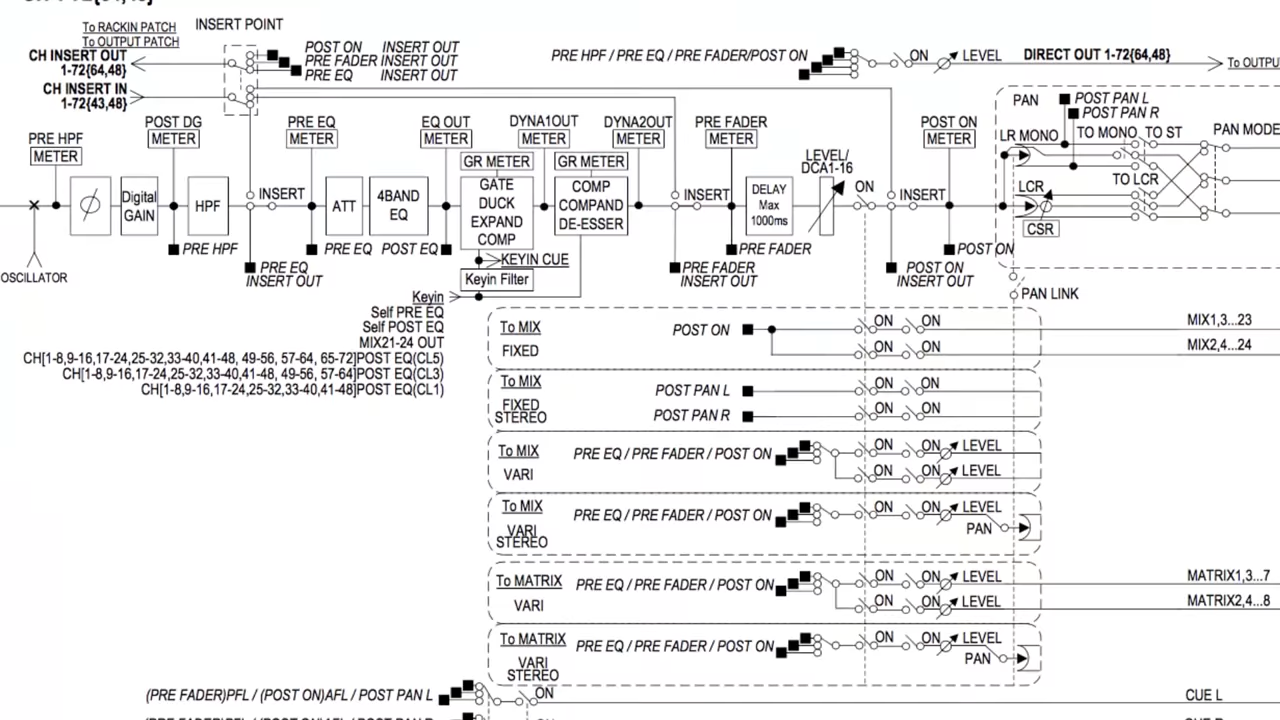 To RACKIN PATCH
To OUTPUT PATCH
INSERT POINT
CH INSERT OUT
1-72{64,48}
CH INSERT IN
1-72{43,48}
POST ON INSERT OUT
PRE FADER INSERT OUT
PRE EQ INSERT OUT
PRE HPF / PRE EQ / PRE FADER/POST ON
ON
LEVEL
DIRECT OUT 1-72{64,48}
PRE HPF
METER
POST DG
METER
PRE EQ
METER
EQ OUT
METER
DYNA1OUT
METER
DYNA2OUT
METER
PRE FADER
METER
POST ON
METER
PAN
POST PAN L
POST PAN R
LR MONO
TO MONO
TO ST
PAN MODE
TO LCR
LCR
CSR
GR METER
GR METER
Digital
GAIN
HPF
INSERT
ATT
4BAND
EQ
GATE
DUCK
EXPAND
COMP
COMP
COMPAND
DE-ESSER
INSERT
DELAY
Max
1000ms
LEVEL/
DCA1-16
ON
INSERT
OSCILLATOR
PRE HPF
PRE EQ
INSERT OUT
PRE EQ
POST EQ
KEYIN CUE
Keyin Filter
PRE FADER
PRE FADER
INSERT OUT
POST ON
INSERT OUT
POST ON
PAN LINK
Keyin
Self PRE EQ
Self POST EQ
MIX21-24 OUT
CH[1-8,9-16,17-24,25-32,33-40,41-48, 49-56, 57-64, 65-72]POST EQ(CL5)
CH[1-8,9-16,17-24,25-32,33-40,41-48, 49-56, 57-64]POST EQ(CL3)
CH[1-8,9-16,17-24,25-32,33-40,41-48]POST EQ(CL1)
To MIX
FIXED
POST ON
ON ON
ON ON
MIX1,3...23
MIX2,4...24
To MIX
FIXED
STEREO
POST PAN L
POST PAN R
ON ON
ON ON
To MIX
VARI
PRE EQ / PRE FADER / POST ON
ON ON LEVEL
ON ON LEVEL
To MIX
VARI
STEREO
PRE EQ / PRE FADER / POST ON
ON ON LEVEL
PAN
To MATRIX
VARI
PRE EQ / PRE FADER / POST ON
ON ON LEVEL
ON ON LEVEL
MATRIX1,3...7
MATRIX2,4...8
To MATRIX
VARI
STEREO
PRE EQ / PRE FADER / POST ON
ON ON LEVEL
PAN
(PRE FADER)PFL / (POST ON)AFL / POST PAN L
ON
CUE L